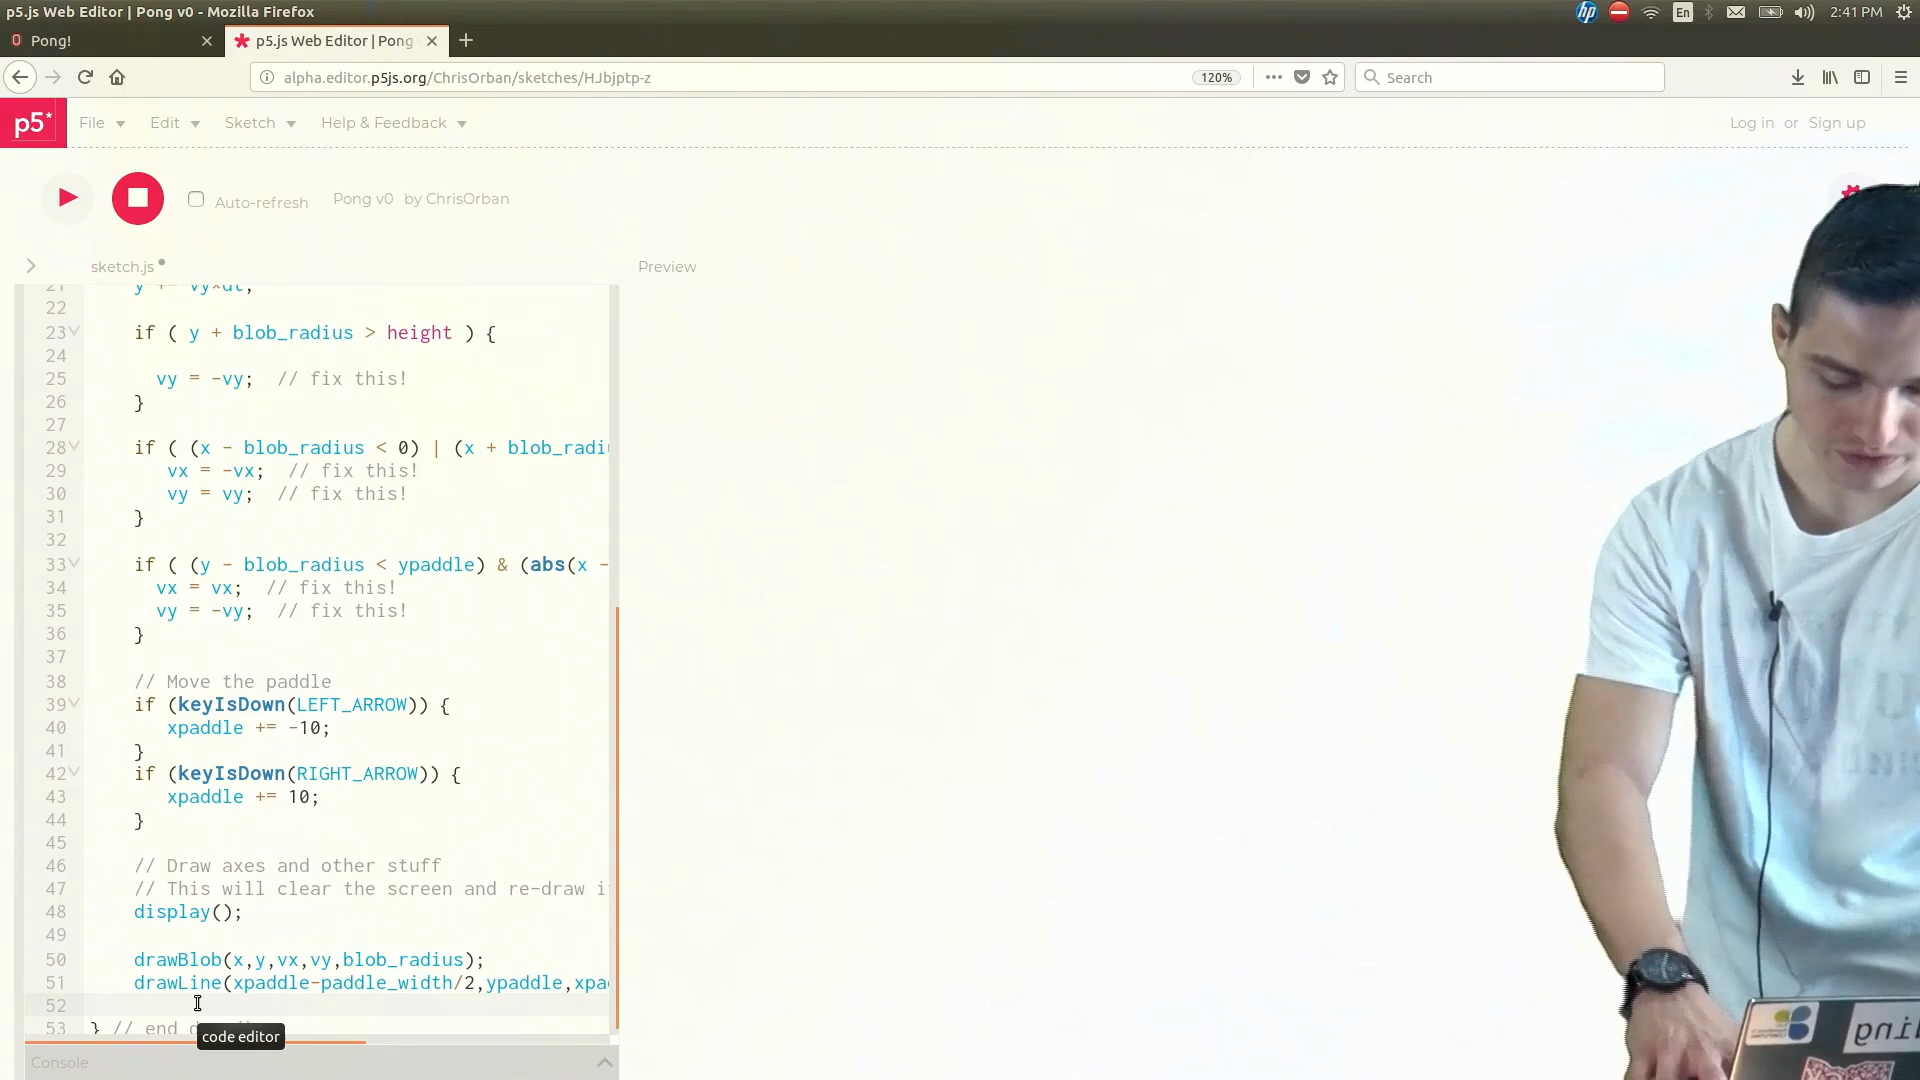 p5.js Web Editor | Pong v0 - Mozilla Firefox
En
2:41 PM
Pong!
p5.js Web Editor | Pong
alpha.editor.p5js.org/ChrisOrban/sketches/HJbjptp-z
120%
Search
p5*
File
Edit
Sketch
Help & Feedback
Log in or Sign up
Auto-refresh
Pong v0 by ChrisOrban
sketch.js
Preview
21 y += vy*dt;
22
23 if ( y + blob_radius > height ) {
24
25 vy = -vy; // fix this!
26 }
27
28 if ( (x - blob_radius < 0) | (x + blob_radi
29 vx = -vx; // fix this!
30 vy = vy; // fix this!
31 }
32
33 if ( (y - blob_radius < ypaddle) & (abs(x -
34 vx = vx; // fix this!
35 vy = -vy; // fix this!
36 }
37
38 // Move the paddle
39 if (keyIsDown(LEFT_ARROW)) {
40 xpaddle += -10;
41 }
42 if (keyIsDown(RIGHT_ARROW)) {
43 xpaddle += 10;
44 }
45
46 // Draw axes and other stuff
47 // This will clear the screen and re-draw i
48 display();
49
50 drawBlob(x,y,vx,vy,blob_radius);
51 drawLine(xpaddle-paddle_width/2,ypaddle,xpa
52
53 } // end
code editor
Console
hp